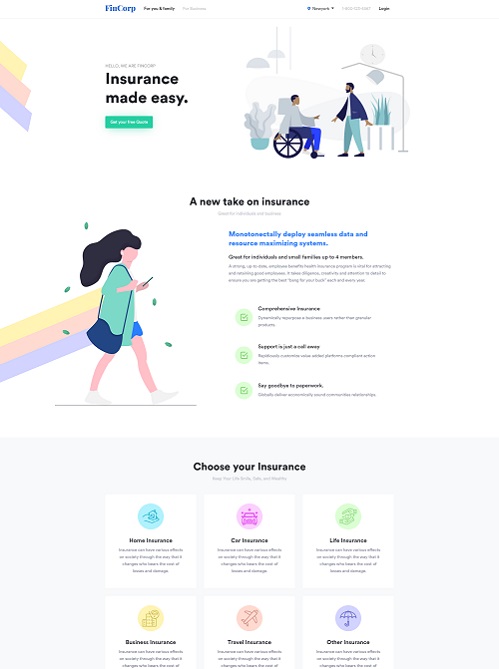 FinCorp For you & family For Business Newyork Login
HELLO, WE ARE FINCORP
Insurance
made easy.
Get your free Quote
A new take on insurance
Great for individuals and business
Monotonectally deploy seamless data and
resource maximizing systems.
Great for individuals and small families up to 4 members.
A strong, up to date, employee benefits health insurance program is vital for attracting
and retaining good employees. It takes diligence, creativity and attention to detail to
ensure you are getting the best "bang for your buck" each and every year.
Comprehensive Insurance
Dynamically repurpose e-business users rather than granular
products.
Support is just a call away
Rapidiously customize value added platforms compliant action
items.
Say goodbye to paperwork.
Globally deliver economically sound communities relationships
Choose your Insurance
Keep Your Life Tertile, Safe, and Wealthy
Home Insurance Car Insurance Life Insurance
Insurance can have various effects Insurance can have various effects Insurance can have various effects
on society through the way that it on society through the way that it on society through the way that it
changes who bears the cost of changes who bears the cost of changes who bears the cost of
losses and damage. losses and damage. losses and damage.
Business Insurance Travel Insurance Other Insurance
Insurance can have various effects Insurance can have various effects Insurance can have various effects
on society through the way that it on society through the way that it on society through the way that it
changes who bears the cost of changes who bears the cost of changes who bears the cost of